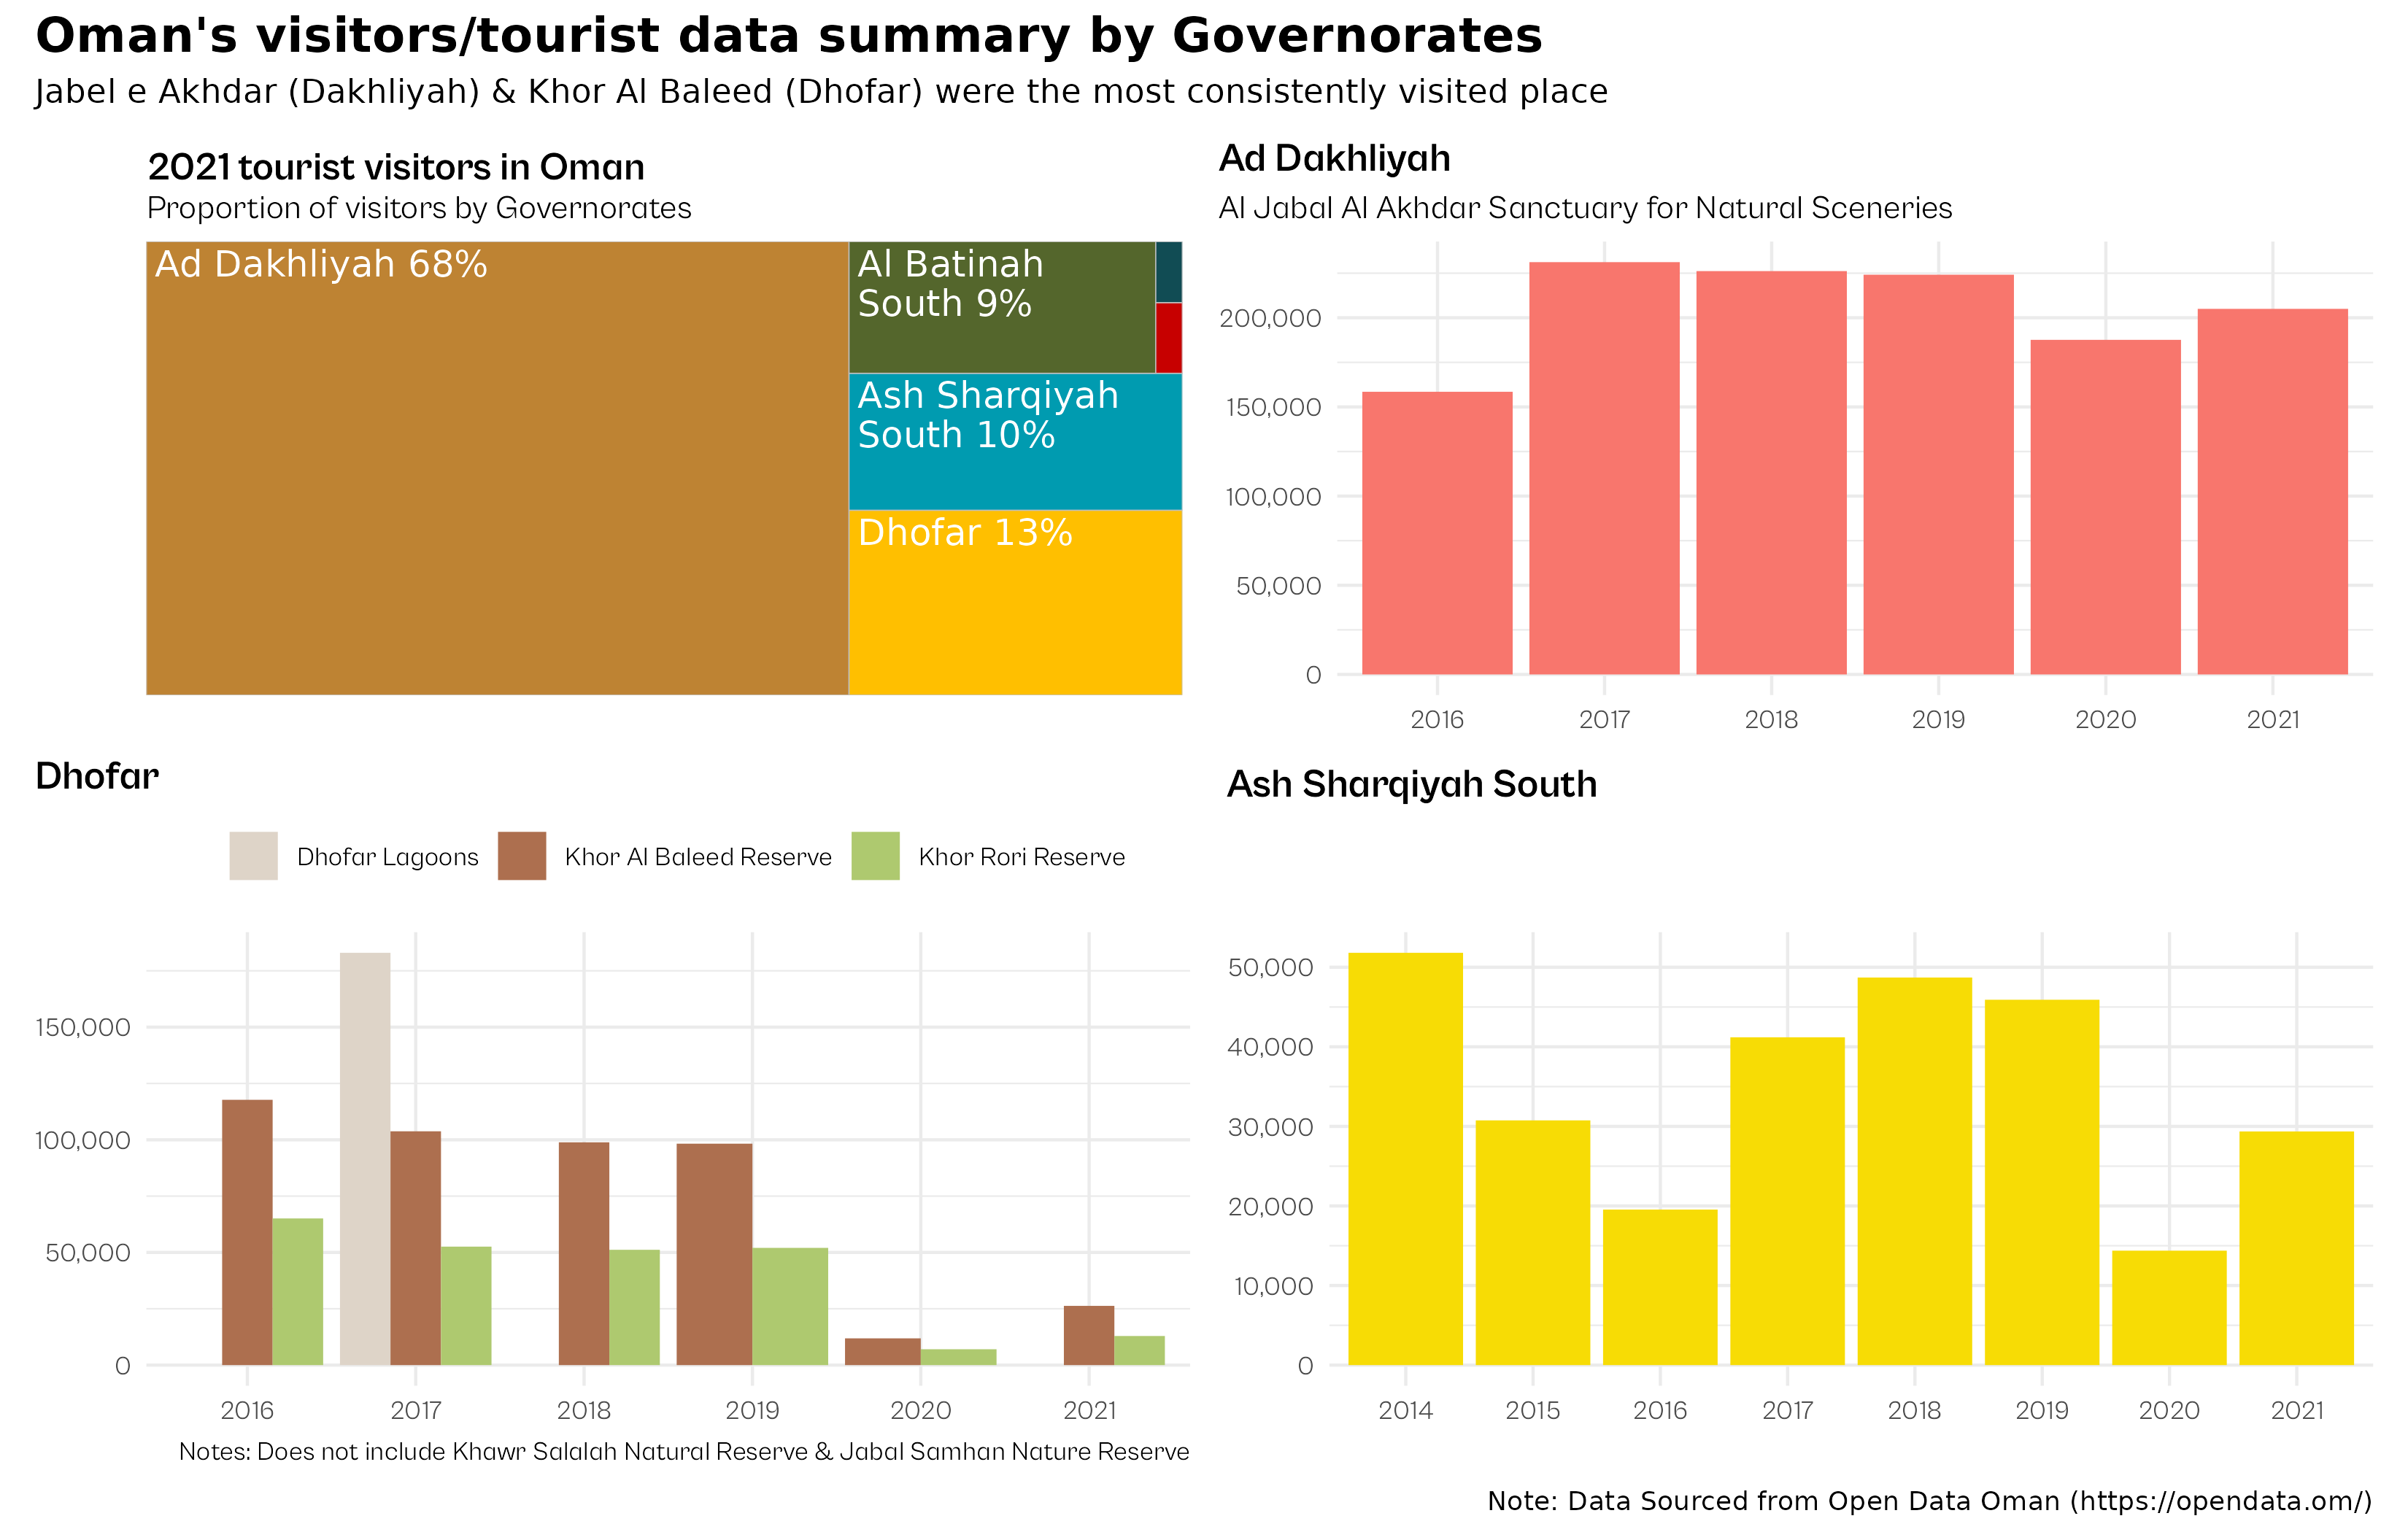 Oman's visitors/tourist data summary by Governorates
Jabel e Akhdar (Dakhliyah) & Khor Al Baleed (Dhofar) were the most consistently visited place
2021 tourist visitors in Oman
Proportion of visitors by Governorates
Ad Dakhliyah 68%
Al Batinah
South 9%
Ash Sharqiyah
South 10%
Dhofar 13%
Ad Dakhliyah
Al Jabal Al Akhdar Sanctuary for Natural Sceneries
200,000
150,000
100,000
50,000
0
2016 2017 2018 2019 2020 2021
Dhofar
Dhofar Lagoons Khor Al Baleed Reserve Khor Rori Reserve
150,000
100,000
50,000
0
2016 2017 2018 2019 2020 2021
Notes: Does not include Khawr Salalah Natural Reserve & Jabal Samhan Nature Reserve
Ash Sharqiyah South
50,000
40,000
30,000
20,000
10,000
0
2014 2015 2016 2017 2018 2019 2020 2021
Note: Data Sourced from Open Data Oman (https://opendata.om/)